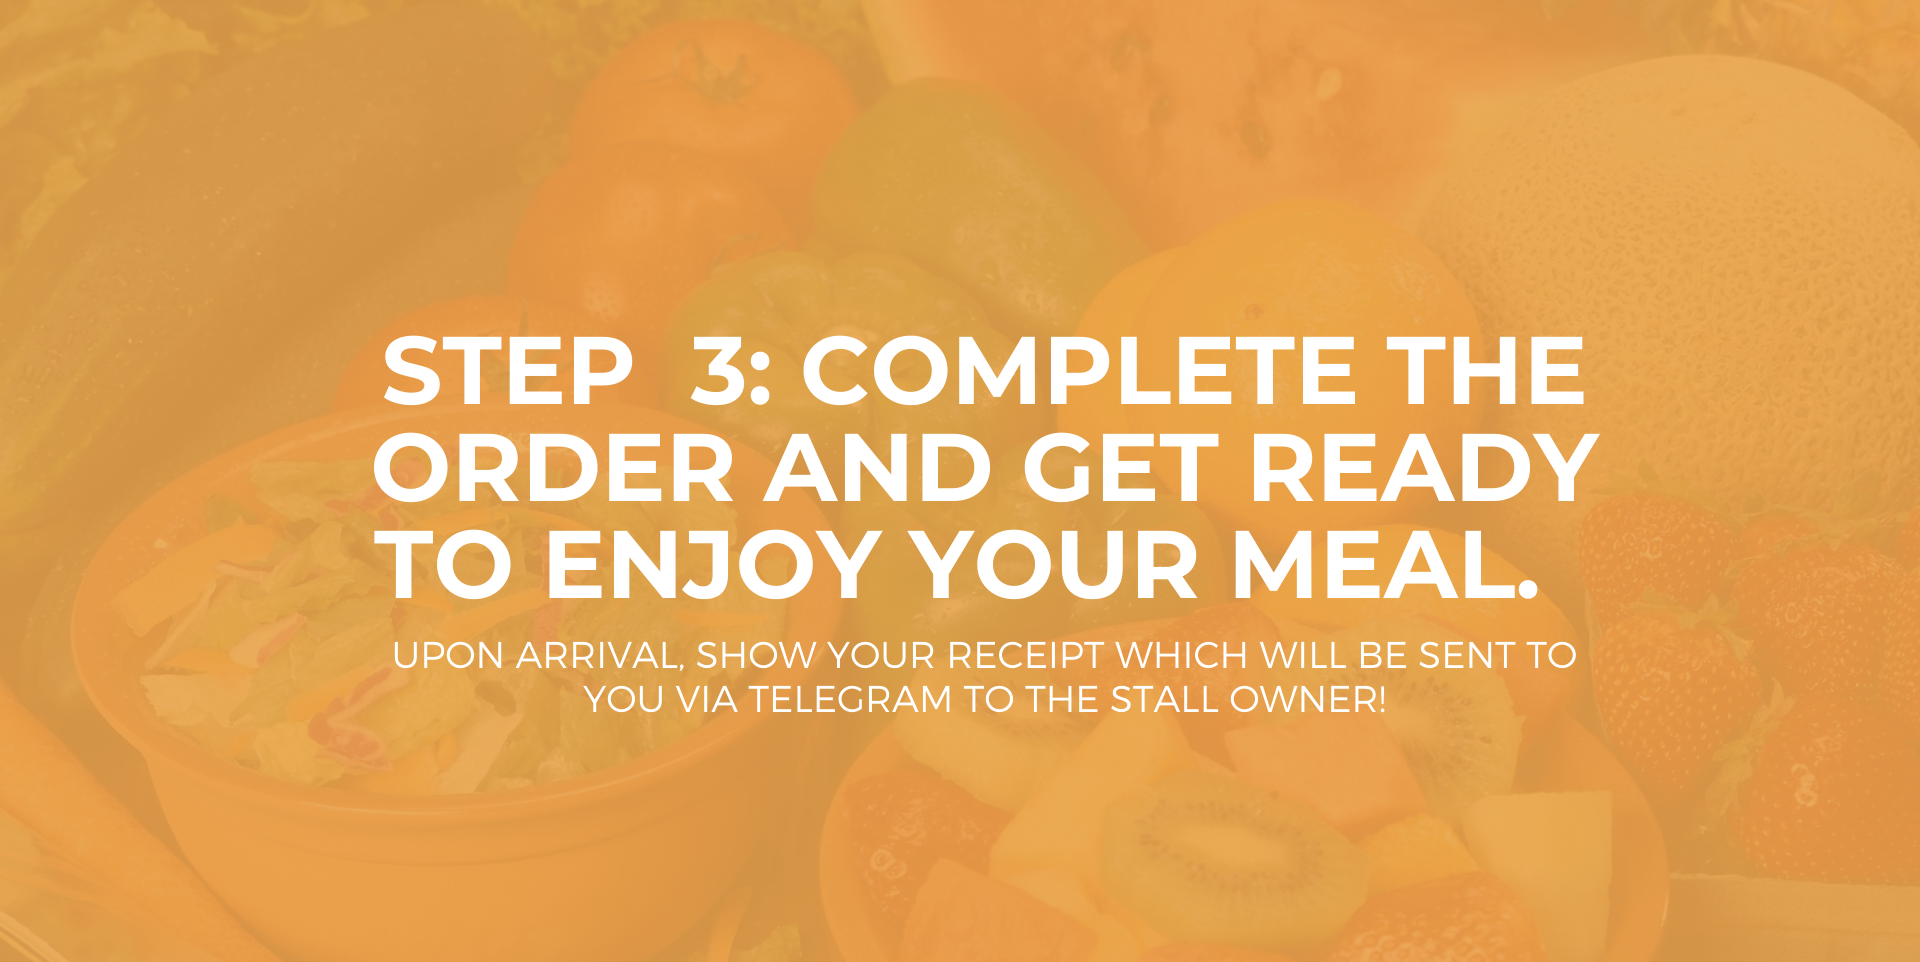 STEP  3: COMPLETE THE
ORDER AND GET READY
TO ENJOY YOUR MEAL.
UPON ARRIVAL, SHOW YOUR RECEIPT WHICH WILL BE SENT TO
YOU VIA TELEGRAM TO THE STALL OWNER!